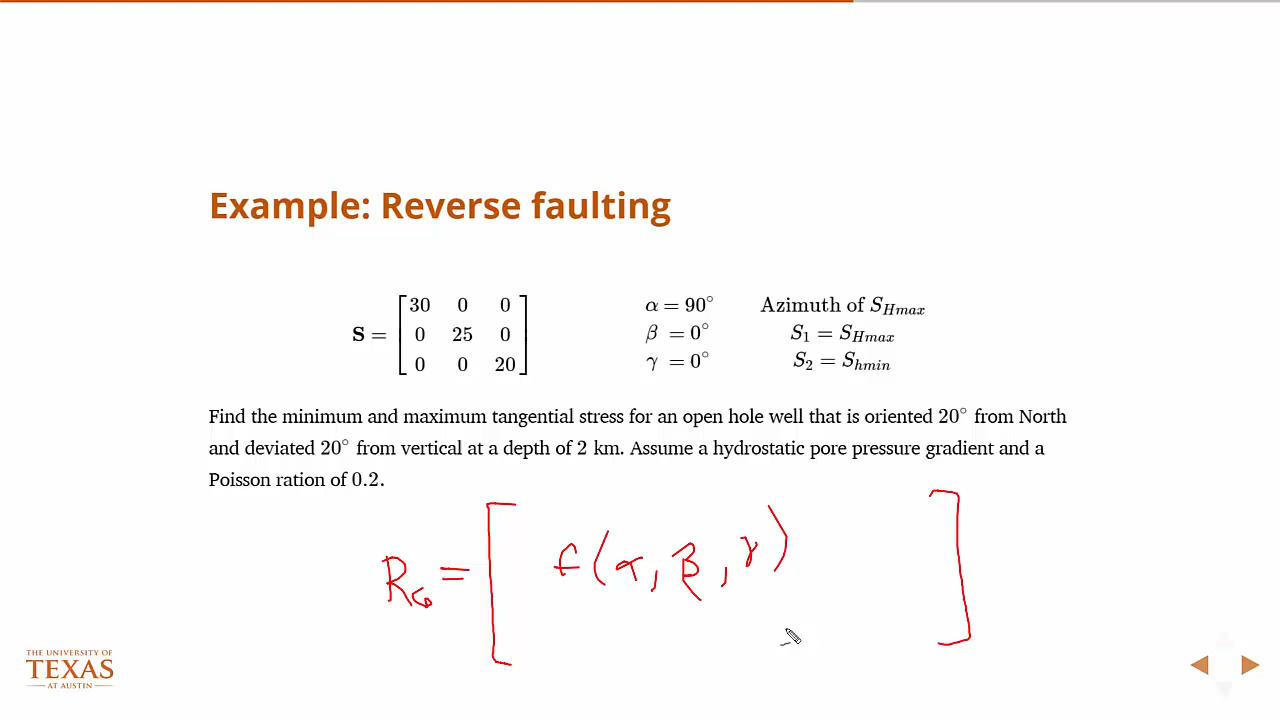 Example: Reverse faulting
S = [30 0 0
0 25 0
0 0 20]
α = 90° Azimuth of S_Hmax
β = 0° S_1 = S_Hmax
γ = 0° S_2 = S_hmin
Find the minimum and maximum tangential stress for an open hole well that is oriented 20° from North
and deviated 20° from vertical at a depth of 2 km. Assume a hydrostatic pore pressure gradient and a
Poisson ration of 0.2.
R_G = [ f(α, β, γ) ]
THE UNIVERSITY OF
TEXAS
AT AUSTIN